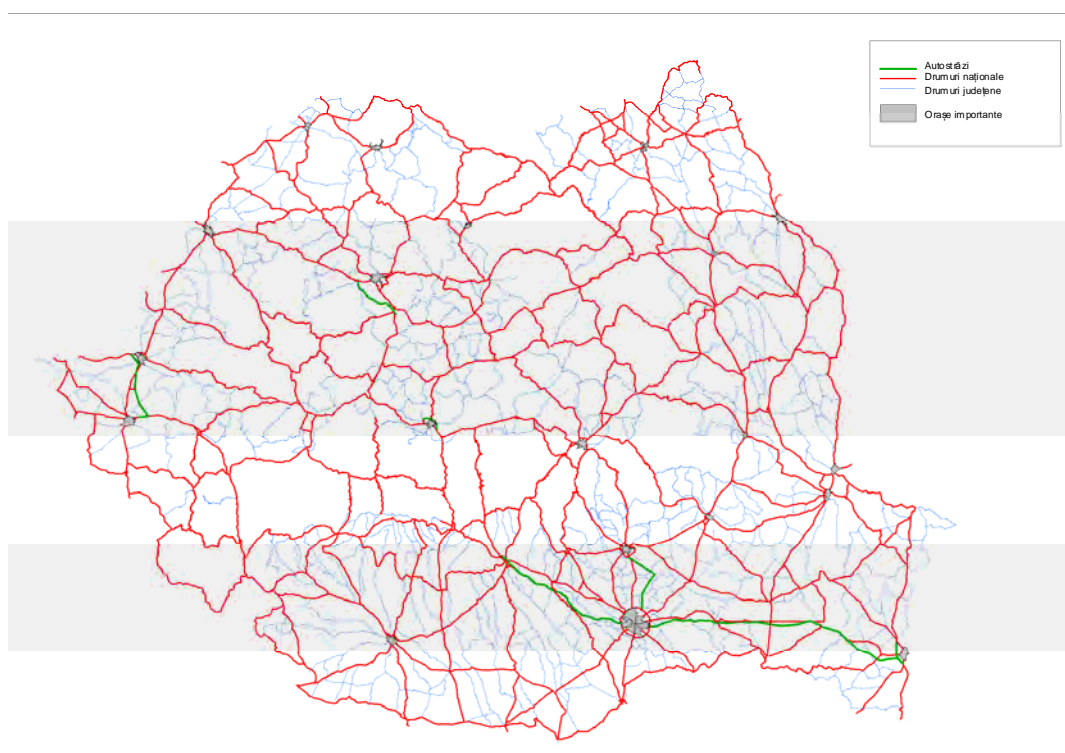 Autostrăzi
Drumuri naționale
Drumuri județene
Orașe importante